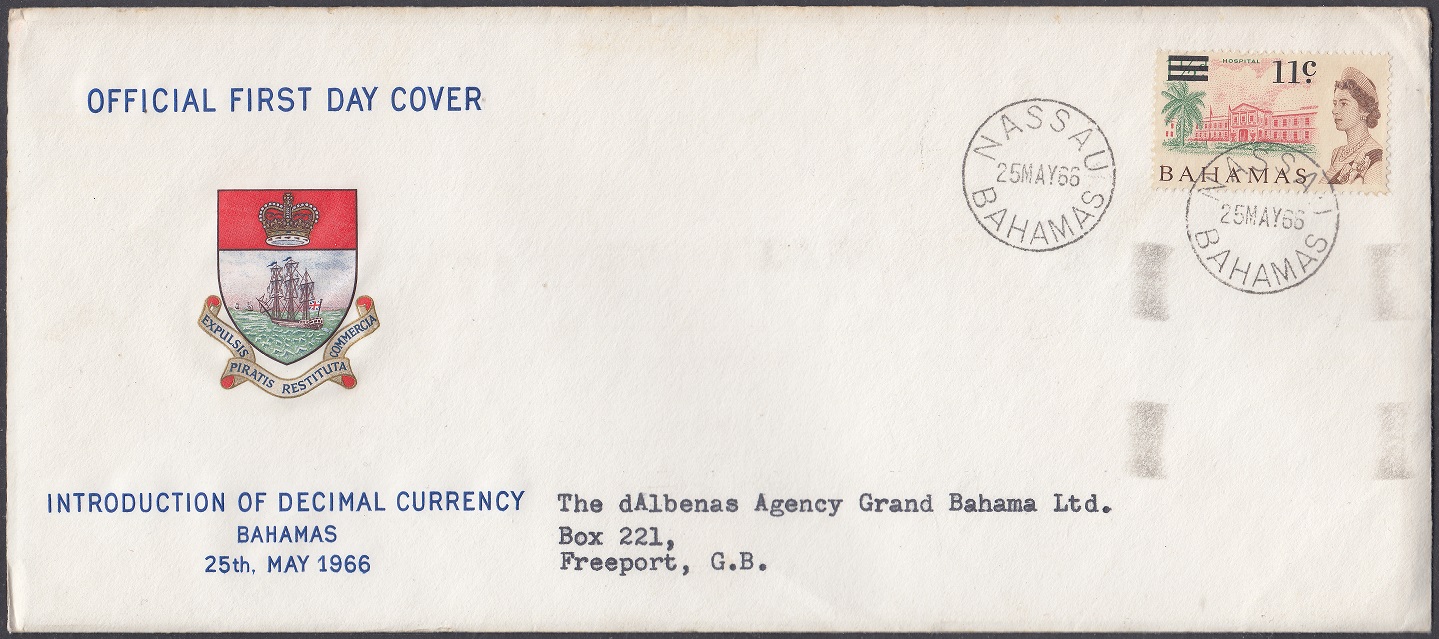 OFFICIAL FIRST DAY COVER
HOSPITAL
11c
BAHAMAS
NASSAU
25MAY66
BAHAMAS
NASSAU
25MAY66
BAHAMAS
EXPULSIS
PIRATIS RESTITUTA
COMMERCIA
INTRODUCTION OF DECIMAL CURRENCY
BAHAMAS
25th. MAY 1966
The dAlbenas Agency Grand Bahama Ltd.
Box 221,
Freeport, G.B.